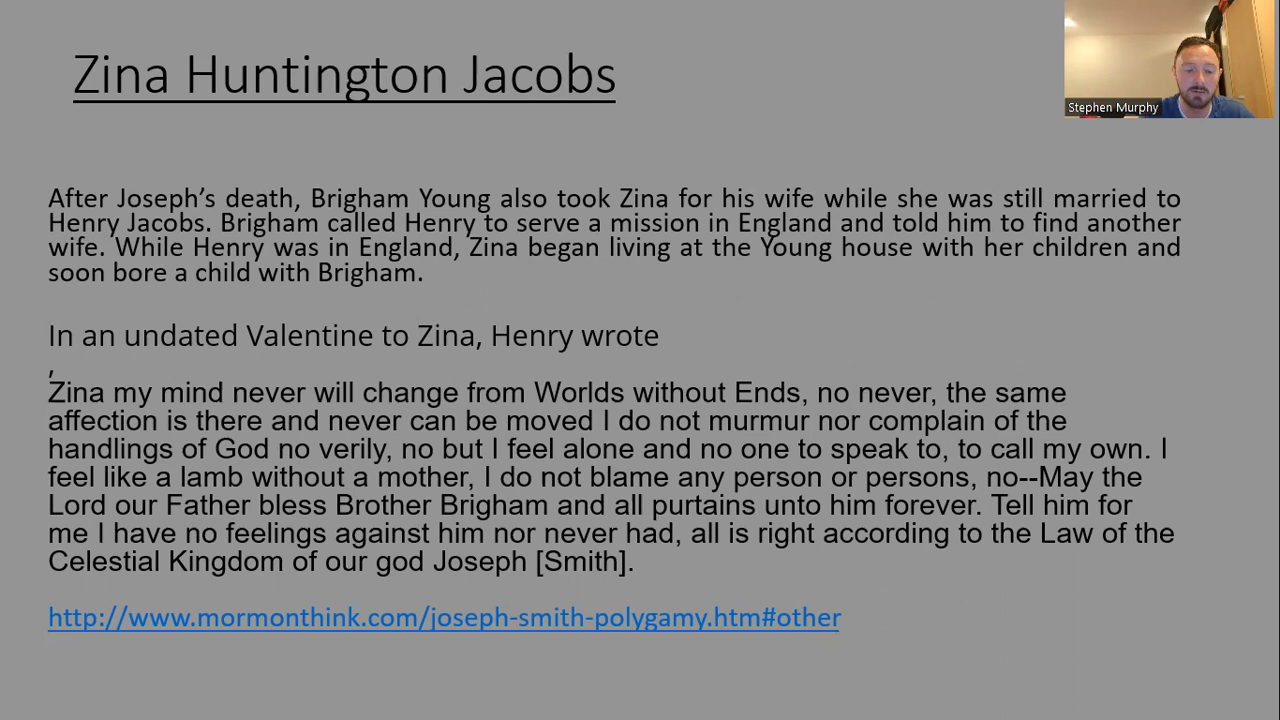 Zina Huntington Jacobs
Stephen Murphy
After Joseph’s death, Brigham Young also took Zina for his wife while she was still married to
Henry Jacobs. Brigham called Henry to serve a mission in England and told him to find another
wife. While Henry was in England, Zina began living at the Young house with her children and
soon bore a child with Brigham.
In an undated Valentine to Zina, Henry wrote
,
Zina my mind never will change from Worlds without Ends, no never, the same
affection is there and never can be moved I do not murmur nor complain of the
handlings of God no verily, no but I feel alone and no one to speak to, to call my own. I
feel like a lamb without a mother, I do not blame any person or persons, no--May the
Lord our Father bless Brother Brigham and all purtains unto him forever. Tell him for
me I have no feelings against him nor never had, all is right according to the Law of the
Celestial Kingdom of our god Joseph [Smith].
http://www.mormonthink.com/joseph-smith-polygamy.htm#other